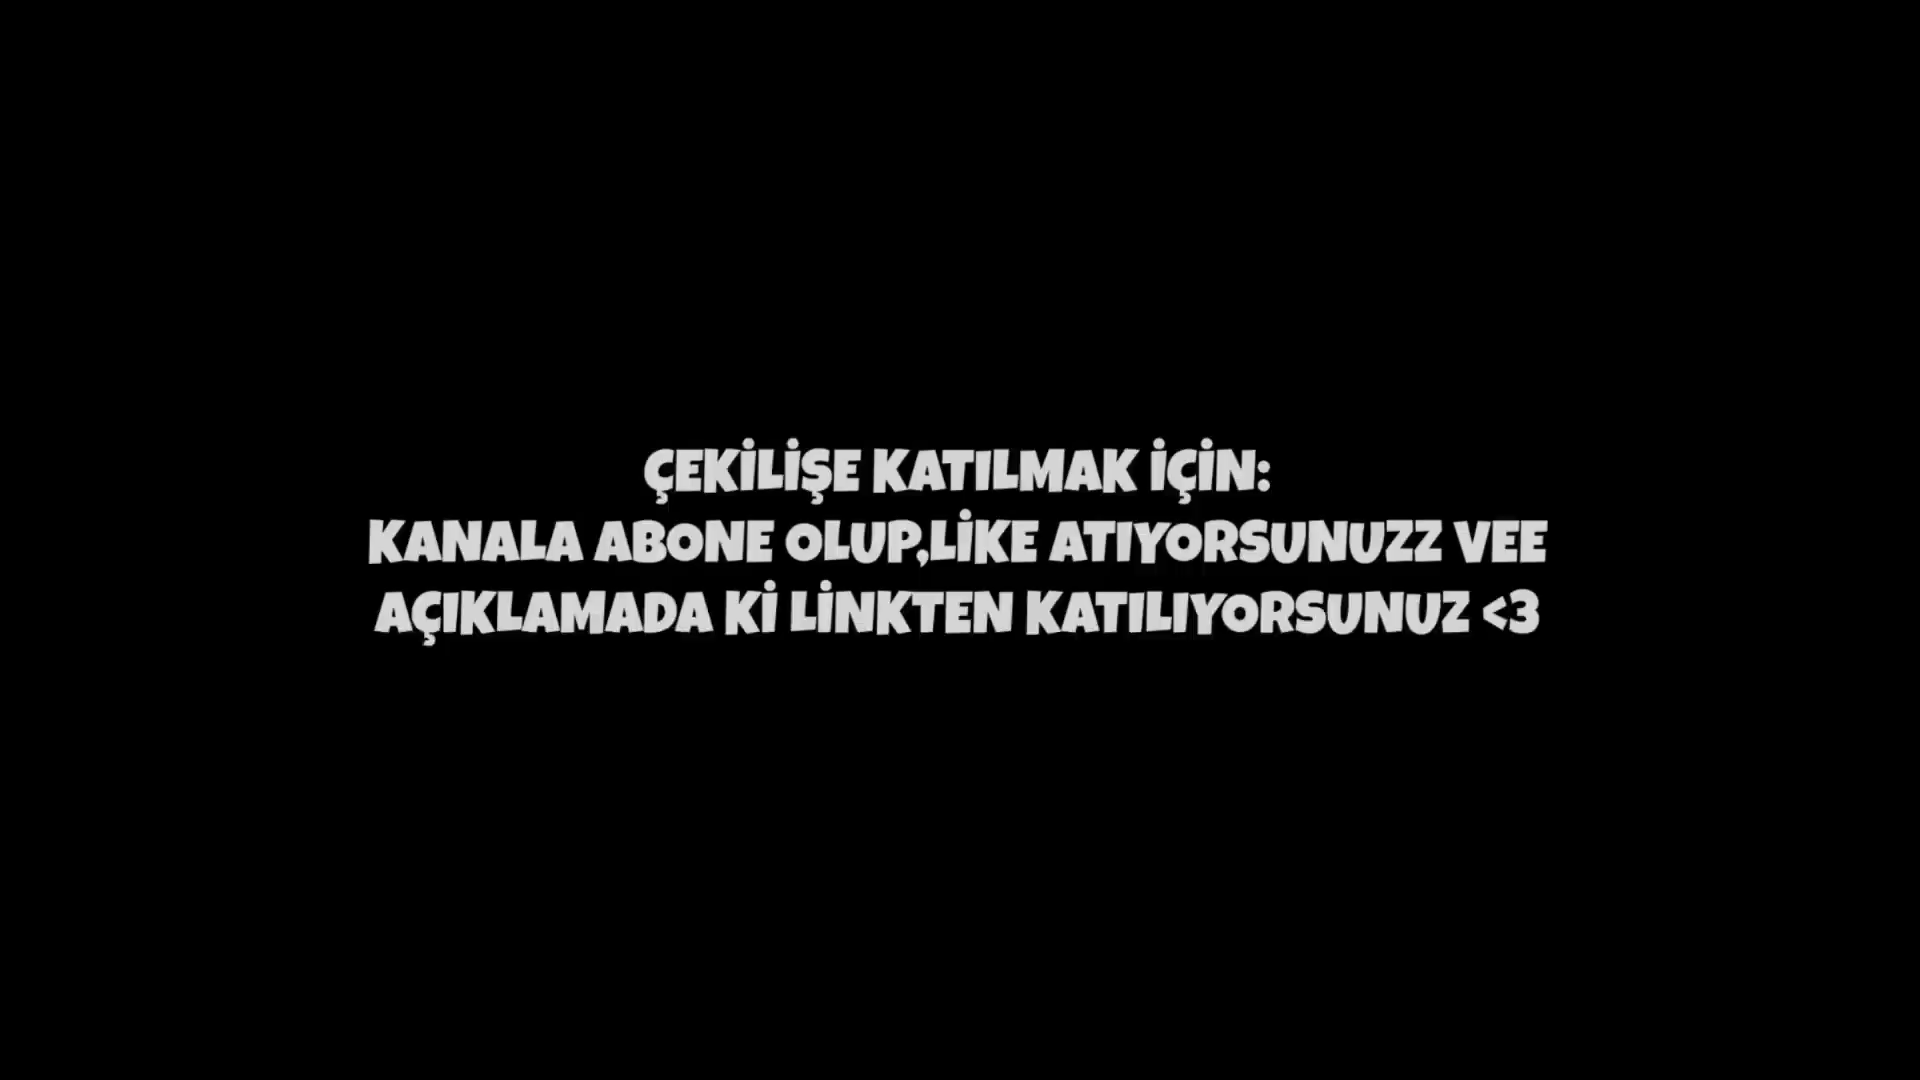 ÇEKİLİŞE KATILMAK İÇİN:
KANALA ABONE OLUP,LİKE ATIYORSUNUZZ VEE
AÇIKLAMADA Kİ LİNKTEN KATILIYORSUNUZ <3